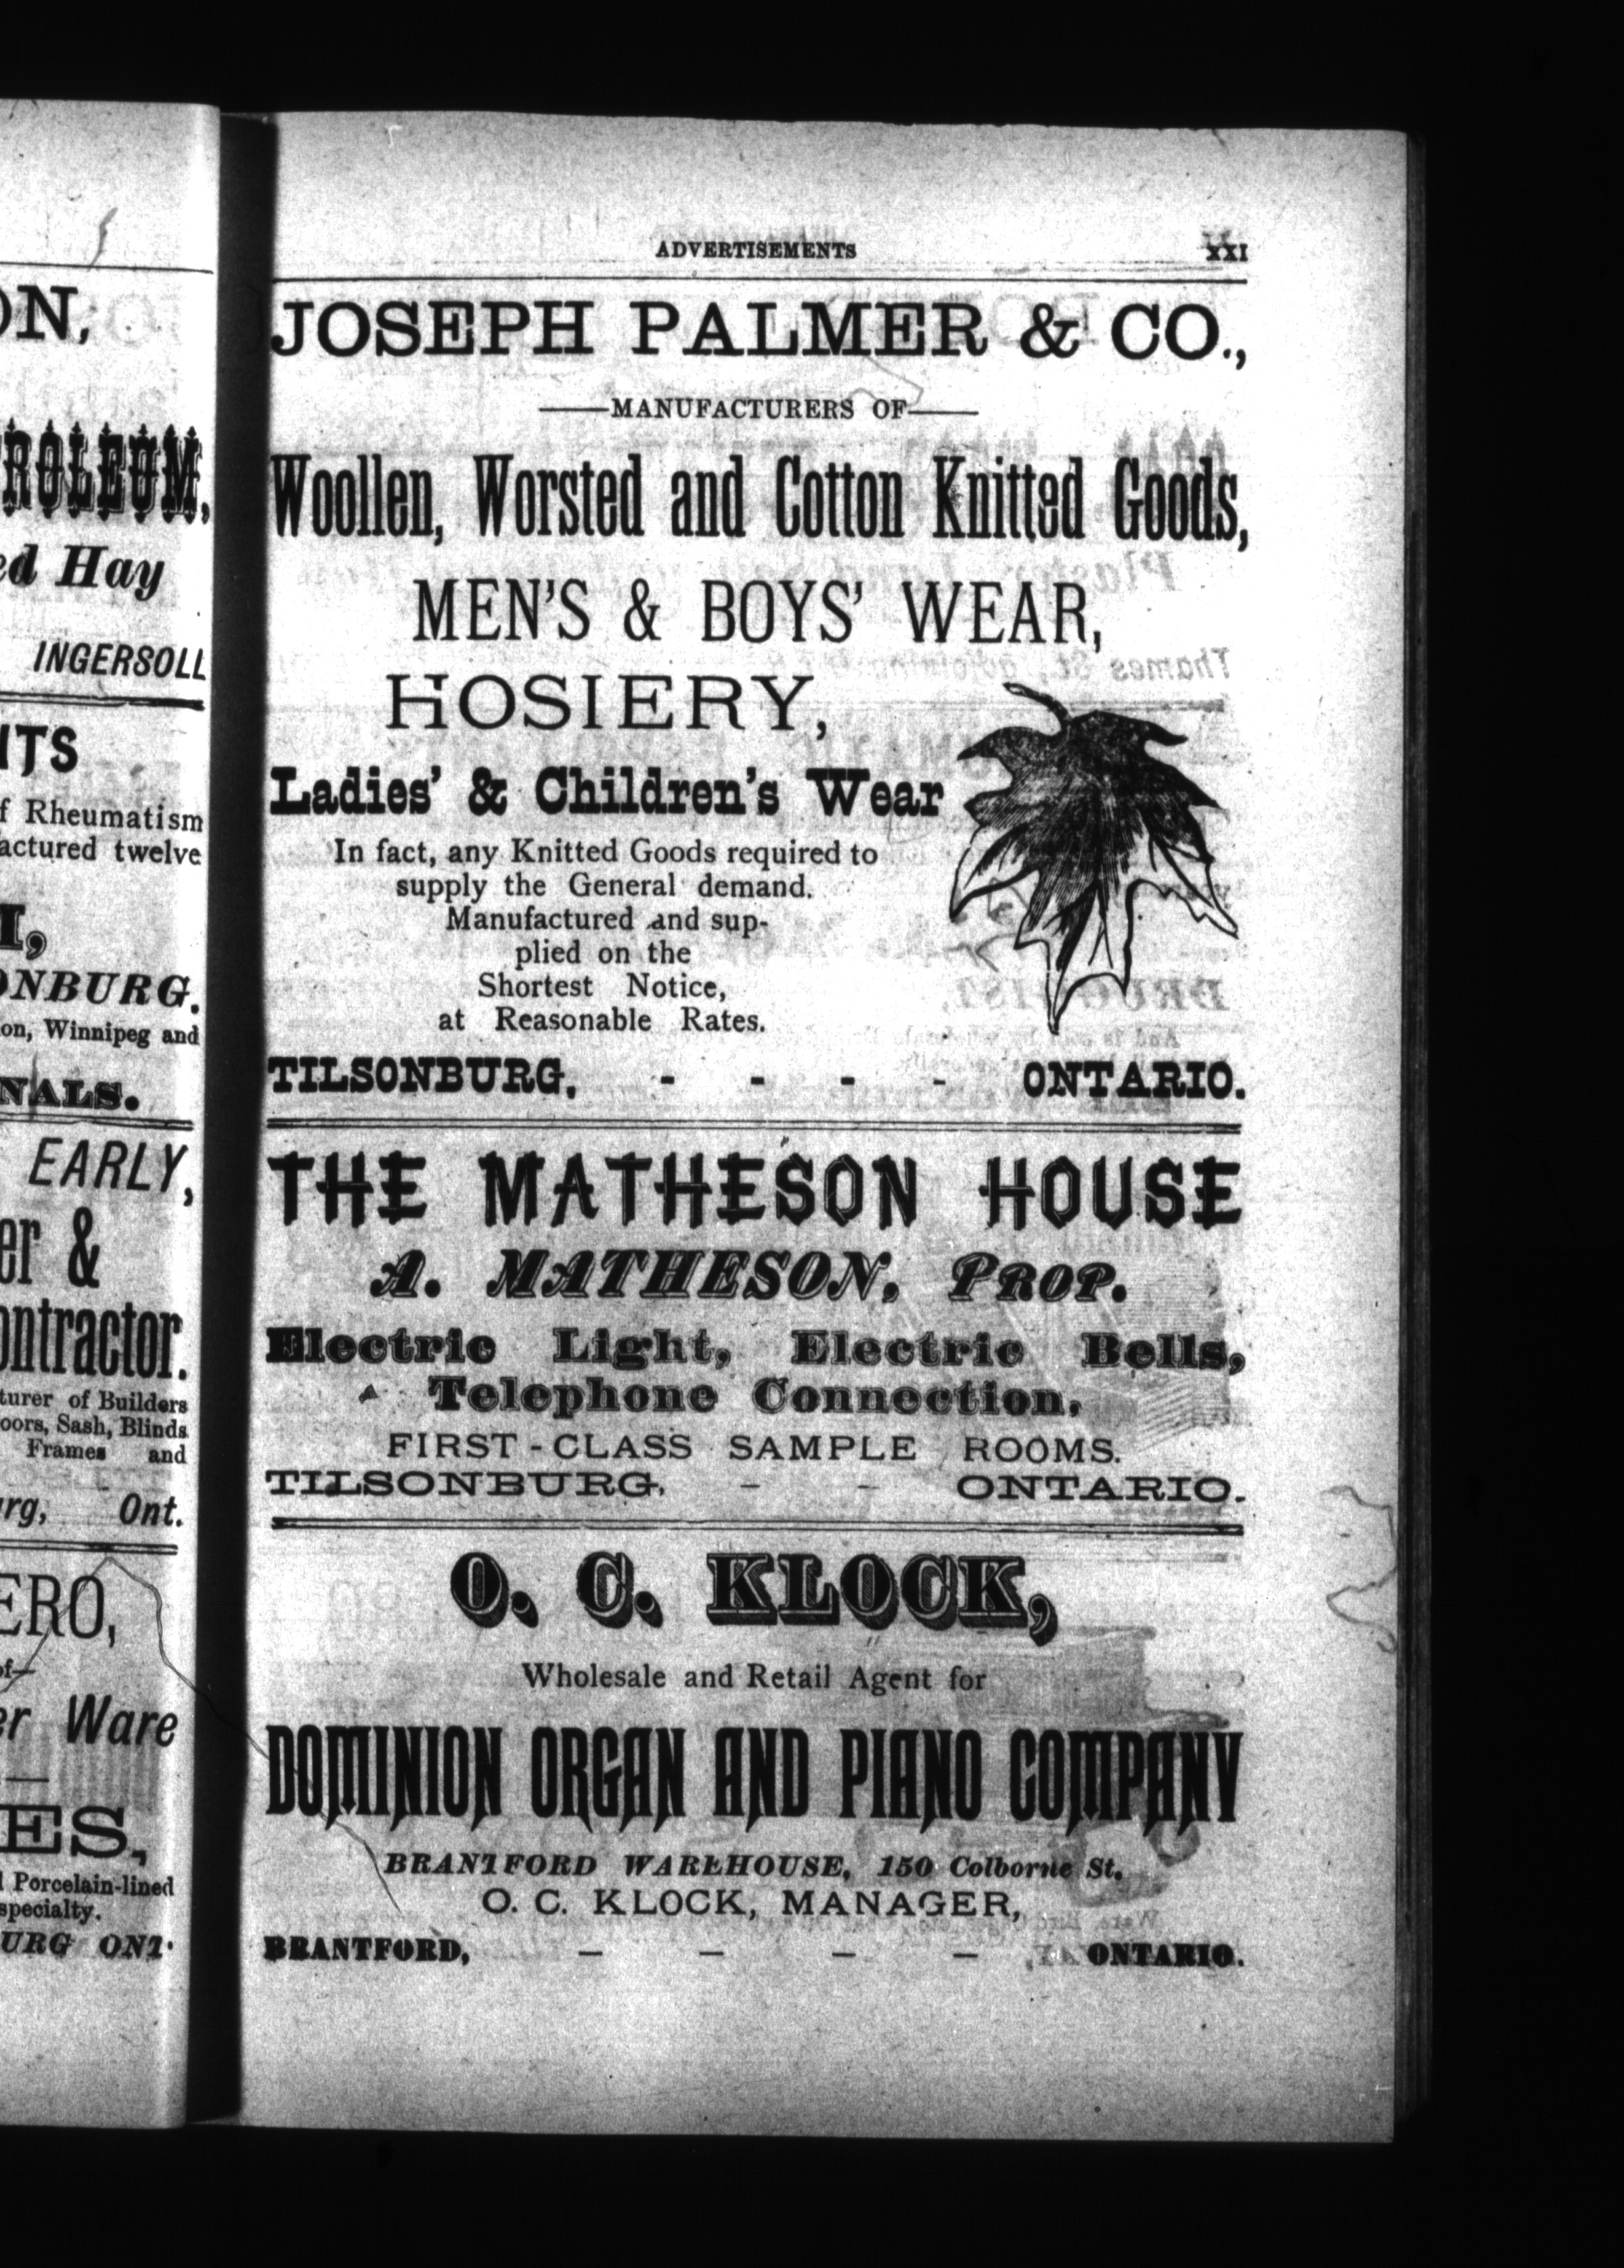 ON,
ROLEUM,
ed Hay
INGERSOLL
f Rheumatism
actured twelve
ONBURG.
on, Winnipeg and
NALS.
EARLY,
er &
ontractor.
turer of Builders
oors, Sash, Blinds
Frames and
urg, Ont.
ERO,
of—
er Ware
ES,
l Porcelain-lined
specialty.
URG ONT.
ADVERTISEMENTS XXI
JOSEPH PALMER & CO.,
—MANUFACTURERS OF—
Woollen, Worsted and Cotton Knitted Goods,
MEN'S & BOYS' WEAR,
HOSIERY,
Ladies' & Children's Wear
In fact, any Knitted Goods required to
supply the General demand.
Manufactured and sup-
plied on the
Shortest Notice,
at Reasonable Rates.
TILSONBURG, - - - - ONTARIO.
THE MATHESON HOUSE
A. MATHESON, PROP.
Electric Light, Electric Bells,
Telephone Connection,
FIRST-CLASS SAMPLE ROOMS.
TILSONBURG, - - ONTARIO.
O. C. KLOCK,
Wholesale and Retail Agent for
DOMINION ORGAN AND PIANO COMPANY
BRANTFORD WAREHOUSE, 150 Colborne St.
O. C. KLOCK, MANAGER,
BRANTFORD, - - - - ONTARIO.